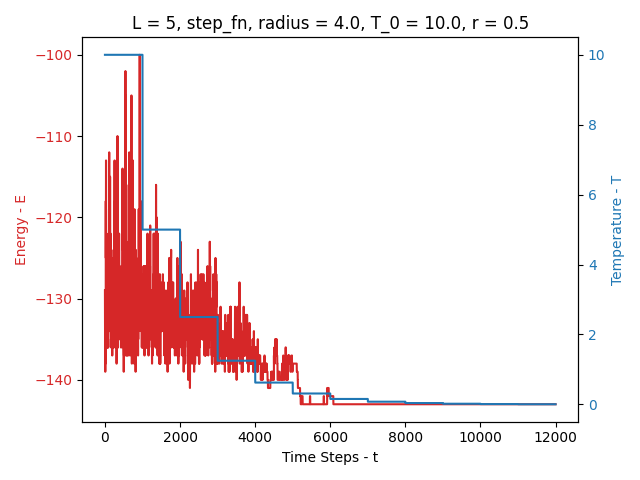 L = 5, step_fn, radius = 4.0, T_0 = 10.0, r = 0.5
Energy - E
−100
−110
−120
−130
−140
10
8
6
4
2
0
Temperature - T
0 2000 4000 6000 8000 10000 12000
Time Steps - t